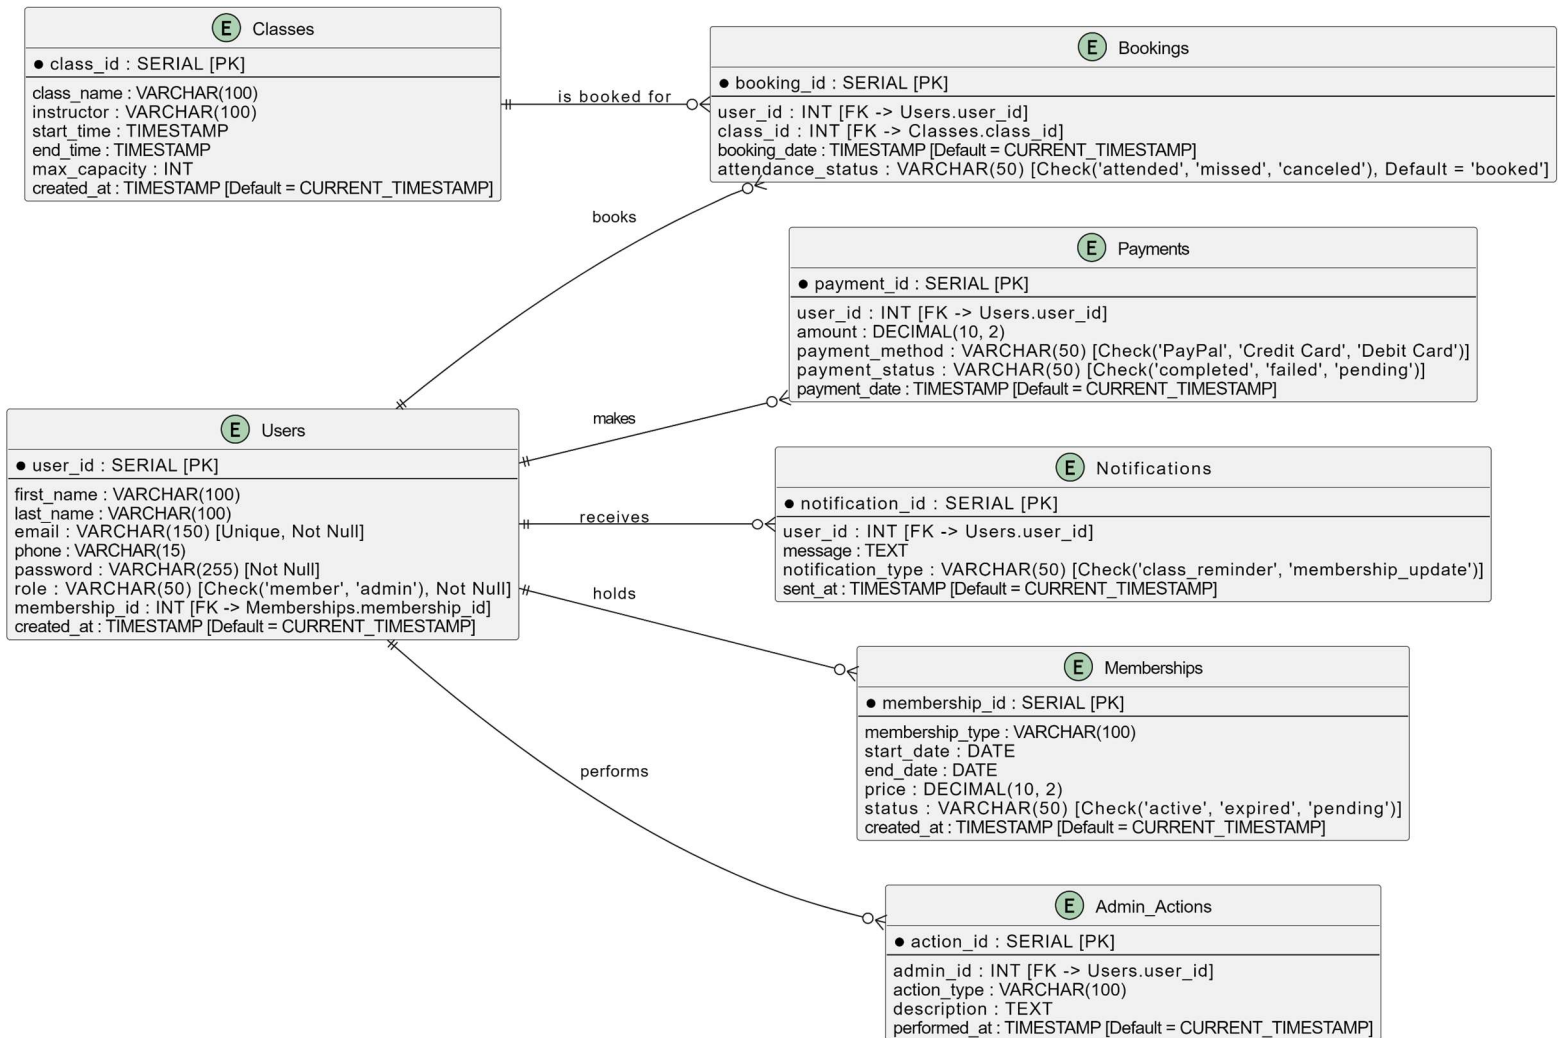 E Classes
● class_id : SERIAL [PK]
class_name : VARCHAR(100)
instructor : VARCHAR(100)
start_time : TIMESTAMP
end_time : TIMESTAMP
max_capacity : INT
created_at : TIMESTAMP [Default = CURRENT_TIMESTAMP]
is booked for
E Bookings
● booking_id : SERIAL [PK]
user_id : INT [FK -> Users.user_id]
class_id : INT [FK -> Classes.class_id]
booking_date : TIMESTAMP [Default = CURRENT_TIMESTAMP]
attendance_status : VARCHAR(50) [Check('attended', 'missed', 'canceled'), Default = 'booked']
books
E Payments
● payment_id : SERIAL [PK]
user_id : INT [FK -> Users.user_id]
amount : DECIMAL(10, 2)
payment_method : VARCHAR(50) [Check('PayPal', 'Credit Card', 'Debit Card')]
payment_status : VARCHAR(50) [Check('completed', 'failed', 'pending')]
payment_date : TIMESTAMP [Default = CURRENT_TIMESTAMP]
makes
E Users
● user_id : SERIAL [PK]
first_name : VARCHAR(100)
last_name : VARCHAR(100)
email : VARCHAR(150) [Unique, Not Null]
phone : VARCHAR(15)
password : VARCHAR(255) [Not Null]
role : VARCHAR(50) [Check('member', 'admin'), Not Null]
membership_id : INT [FK -> Memberships.membership_id]
created_at : TIMESTAMP [Default = CURRENT_TIMESTAMP]
receives
E Notifications
● notification_id : SERIAL [PK]
user_id : INT [FK -> Users.user_id]
message : TEXT
notification_type : VARCHAR(50) [Check('class_reminder', 'membership_update')]
sent_at : TIMESTAMP [Default = CURRENT_TIMESTAMP]
holds
E Memberships
● membership_id : SERIAL [PK]
membership_type : VARCHAR(100)
start_date : DATE
end_date : DATE
price : DECIMAL(10, 2)
status : VARCHAR(50) [Check('active', 'expired', 'pending')]
created_at : TIMESTAMP [Default = CURRENT_TIMESTAMP]
performs
E Admin_Actions
● action_id : SERIAL [PK]
admin_id : INT [FK -> Users.user_id]
action_type : VARCHAR(100)
description : TEXT
performed_at : TIMESTAMP [Default = CURRENT_TIMESTAMP]